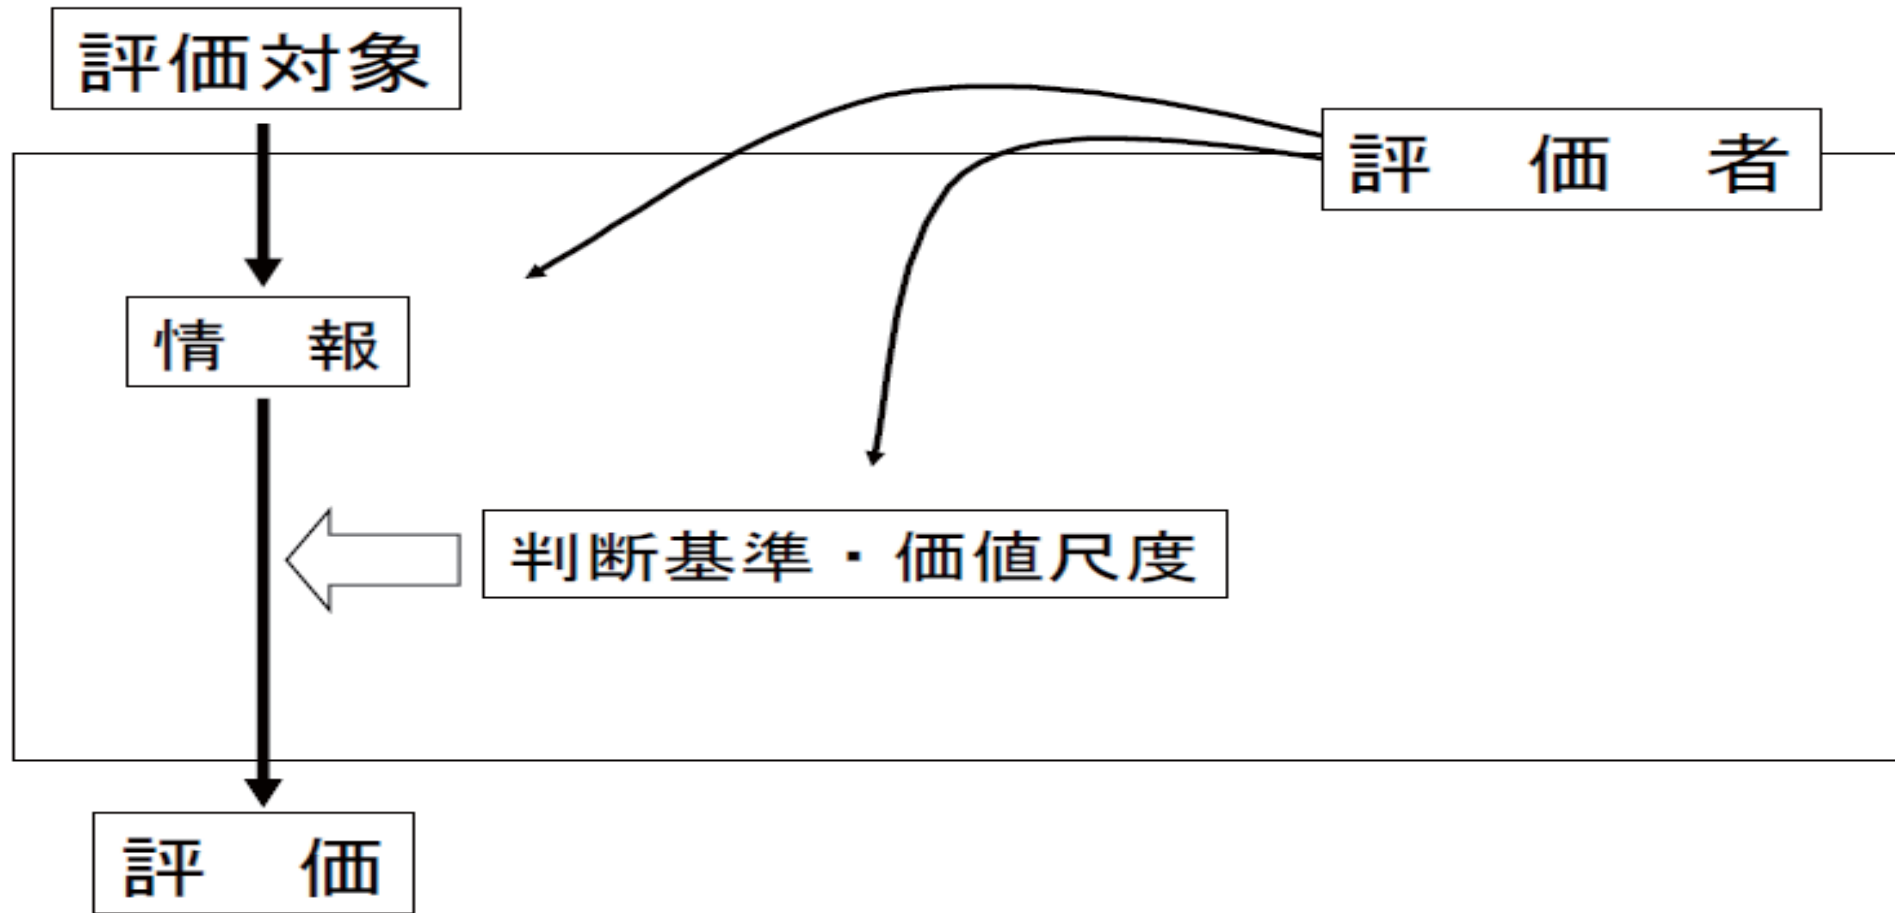 評価対象
評　価　者
情　報
判断基準・価値尺度
評　価